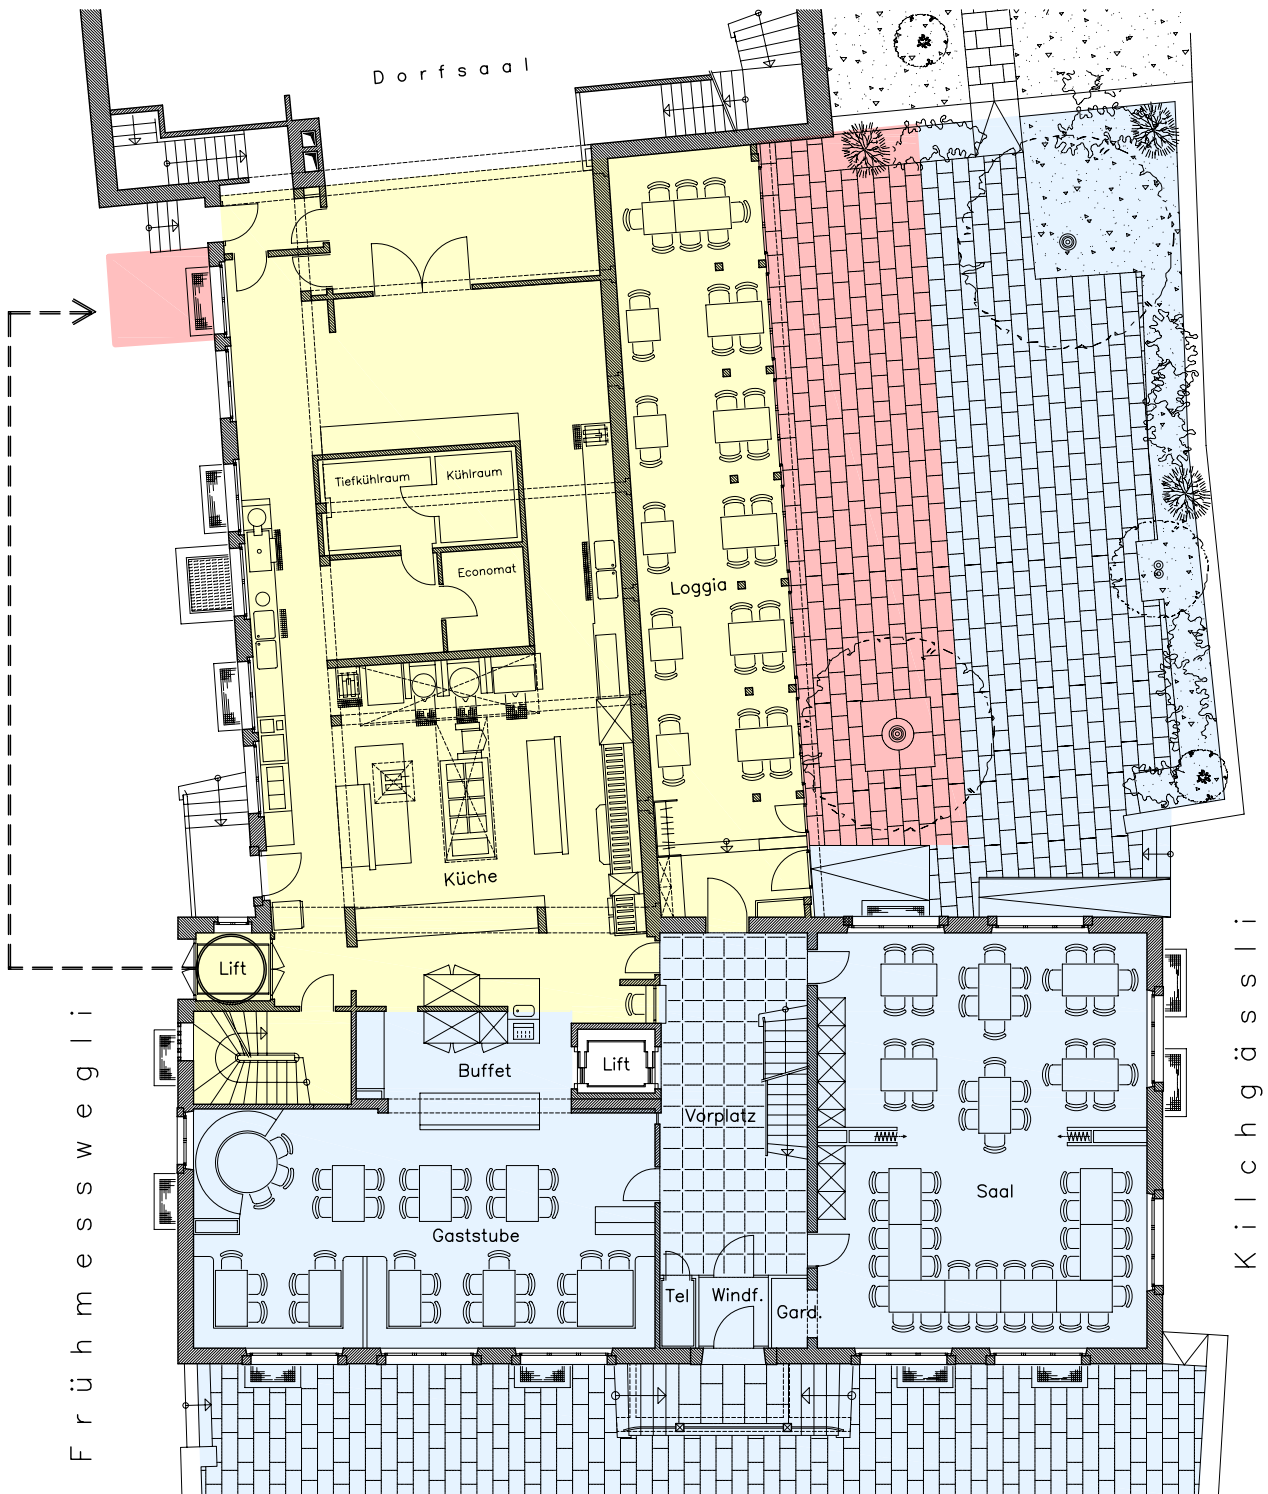 Dorfsaal
Tiefkühlraum
Kühlraum
Economat
Loggia
Küche
Lift
Buffet
Lift
Vorplatz
Saal
Gaststube
Tel
Windf.
Gard.
Frühmesswegli
Kilchgässli